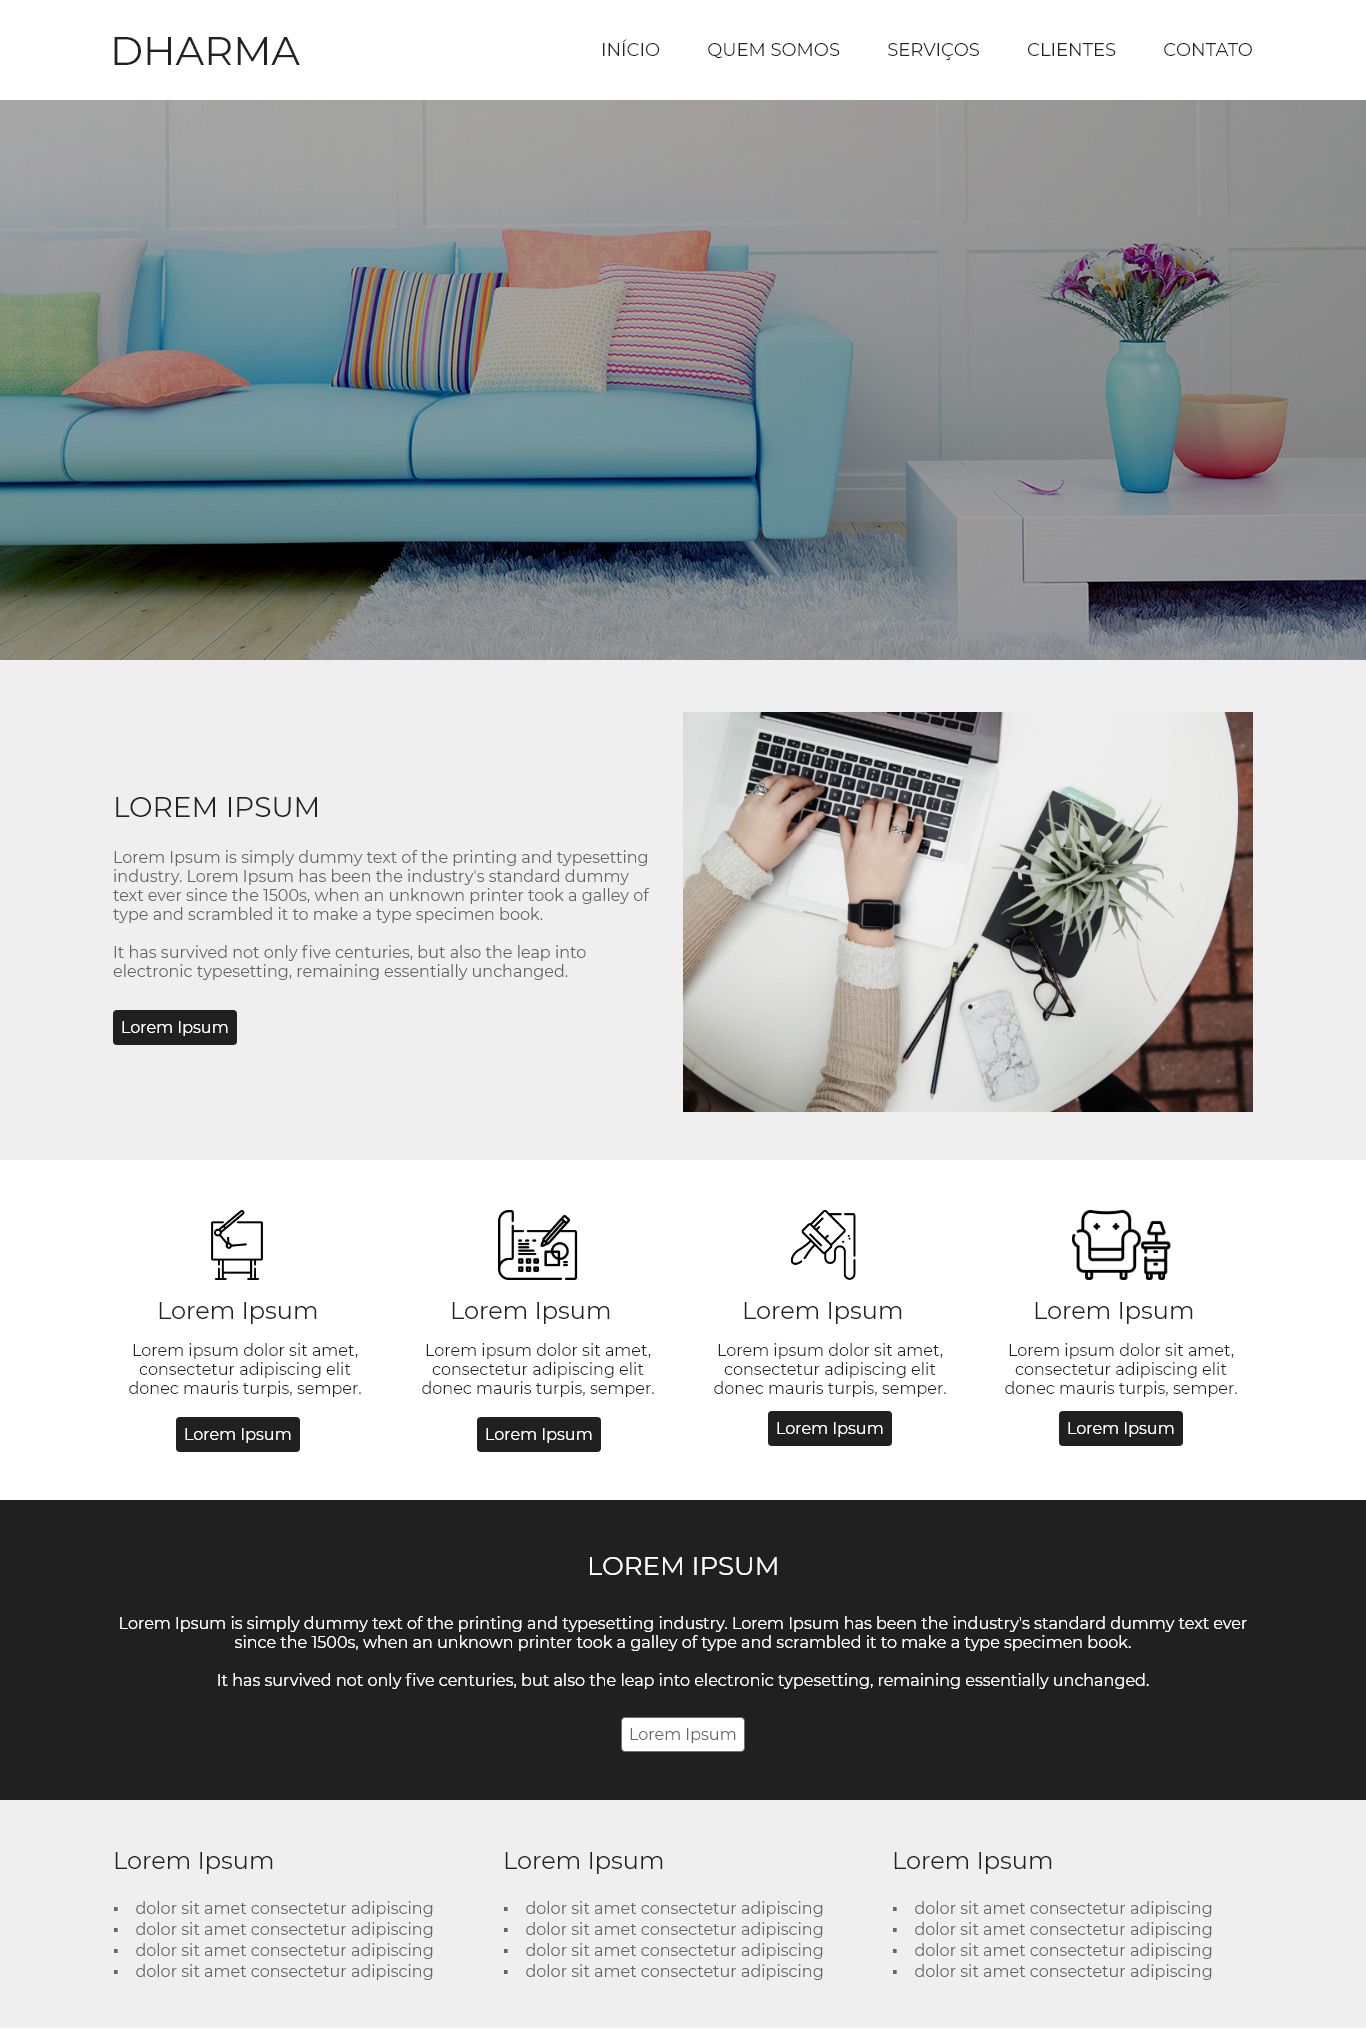 DHARMA
INÍCIO QUEM SOMOS SERVIÇOS CLIENTES CONTATO
LOREM IPSUM
Lorem Ipsum is simply dummy text of the printing and typesetting
industry. Lorem Ipsum has been the industry's standard dummy
text ever since the 1500s, when an unknown printer took a galley of
type and scrambled it to make a type specimen book.
It has survived not only five centuries, but also the leap into
electronic typesetting, remaining essentially unchanged.
Lorem Ipsum
Lorem Ipsum
Lorem ipsum dolor sit amet,
consectetur adipiscing elit
donec mauris turpis, semper.
Lorem Ipsum
Lorem Ipsum
Lorem ipsum dolor sit amet,
consectetur adipiscing elit
donec mauris turpis, semper.
Lorem Ipsum
Lorem Ipsum
Lorem ipsum dolor sit amet,
consectetur adipiscing elit
donec mauris turpis, semper.
Lorem Ipsum
Lorem Ipsum
Lorem ipsum dolor sit amet,
consectetur adipiscing elit
donec mauris turpis, semper.
Lorem Ipsum
LOREM IPSUM
Lorem Ipsum is simply dummy text of the printing and typesetting industry. Lorem Ipsum has been the industry's standard dummy text ever
since the 1500s, when an unknown printer took a galley of type and scrambled it to make a type specimen book.
It has survived not only five centuries, but also the leap into electronic typesetting, remaining essentially unchanged.
Lorem Ipsum
Lorem Ipsum
▪ dolor sit amet consectetur adipiscing
▪ dolor sit amet consectetur adipiscing
▪ dolor sit amet consectetur adipiscing
▪ dolor sit amet consectetur adipiscing
Lorem Ipsum
▪ dolor sit amet consectetur adipiscing
▪ dolor sit amet consectetur adipiscing
▪ dolor sit amet consectetur adipiscing
▪ dolor sit amet consectetur adipiscing
Lorem Ipsum
▪ dolor sit amet consectetur adipiscing
▪ dolor sit amet consectetur adipiscing
▪ dolor sit amet consectetur adipiscing
▪ dolor sit amet consectetur adipiscing